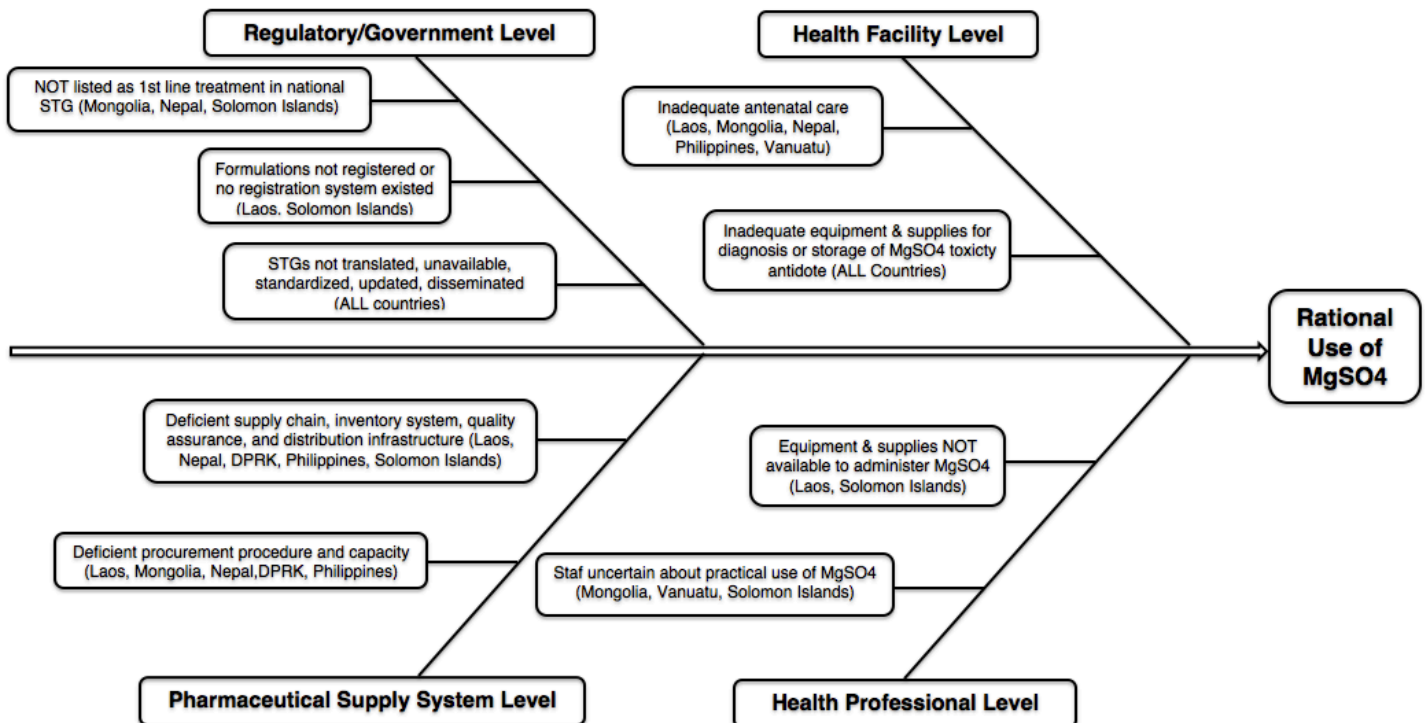 Regulatory/Government Level
NOT listed as 1st line treatment in national
STG (Mongolia, Nepal, Solomon Islands)
Formulations not registered or
no registration system existed
(Laos. Solomon Islands)
STGs not translated, unavailable,
standardized, updated, disseminated
(ALL countries)
Health Facility Level
Inadequate antenatal care
(Laos, Mongolia, Nepal,
Philippines, Vanuatu)
Inadequate equipment & supplies for
diagnosis or storage of MgSO4 toxicty
antidote (ALL Countries)
Rational
Use of
MgSO4
Deficient supply chain, inventory system, quality
assurance, and distribution infrastructure (Laos,
Nepal, DPRK, Philippines, Solomon Islands)
Deficient procurement procedure and capacity
(Laos, Mongolia, Nepal,DPRK, Philippines)
Pharmaceutical Supply System Level
Equipment & supplies NOT
available to administer MgSO4
(Laos, Solomon Islands)
Staf uncertain about practical use of MgSO4
(Mongolia, Vanuatu, Solomon Islands)
Health Professional Level